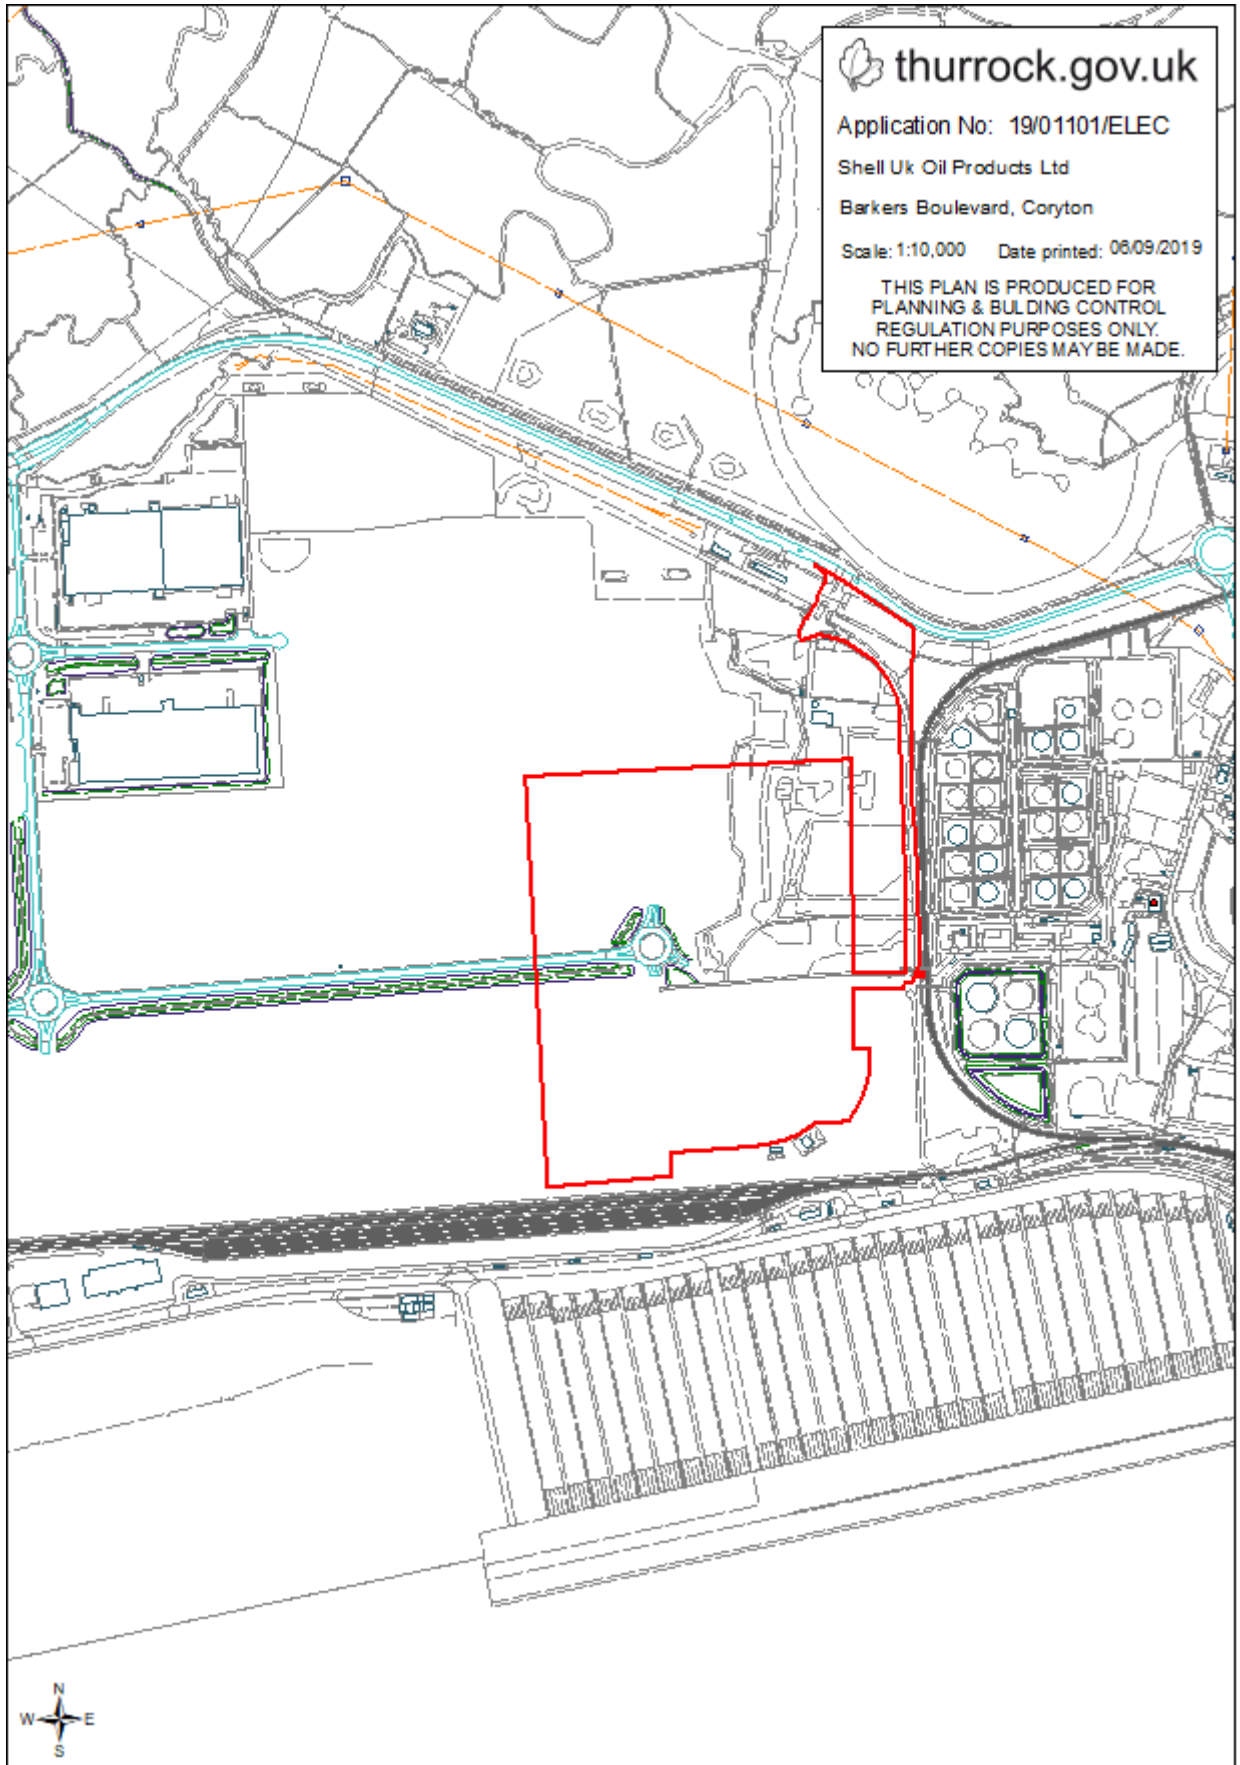 thurrock.gov.uk
Application No: 19/01101/ELEC
Shell Uk Oil Products Ltd
Barkers Boulevard, Coryton
Scale: 1:10,000 Date printed: 06/09/2019
THIS PLAN IS PRODUCED FOR
PLANNING & BULDING CONTROL
REGULATION PURPOSES ONLY.
NO FURTHER COPIES MAY BE MADE.
N
W E
S